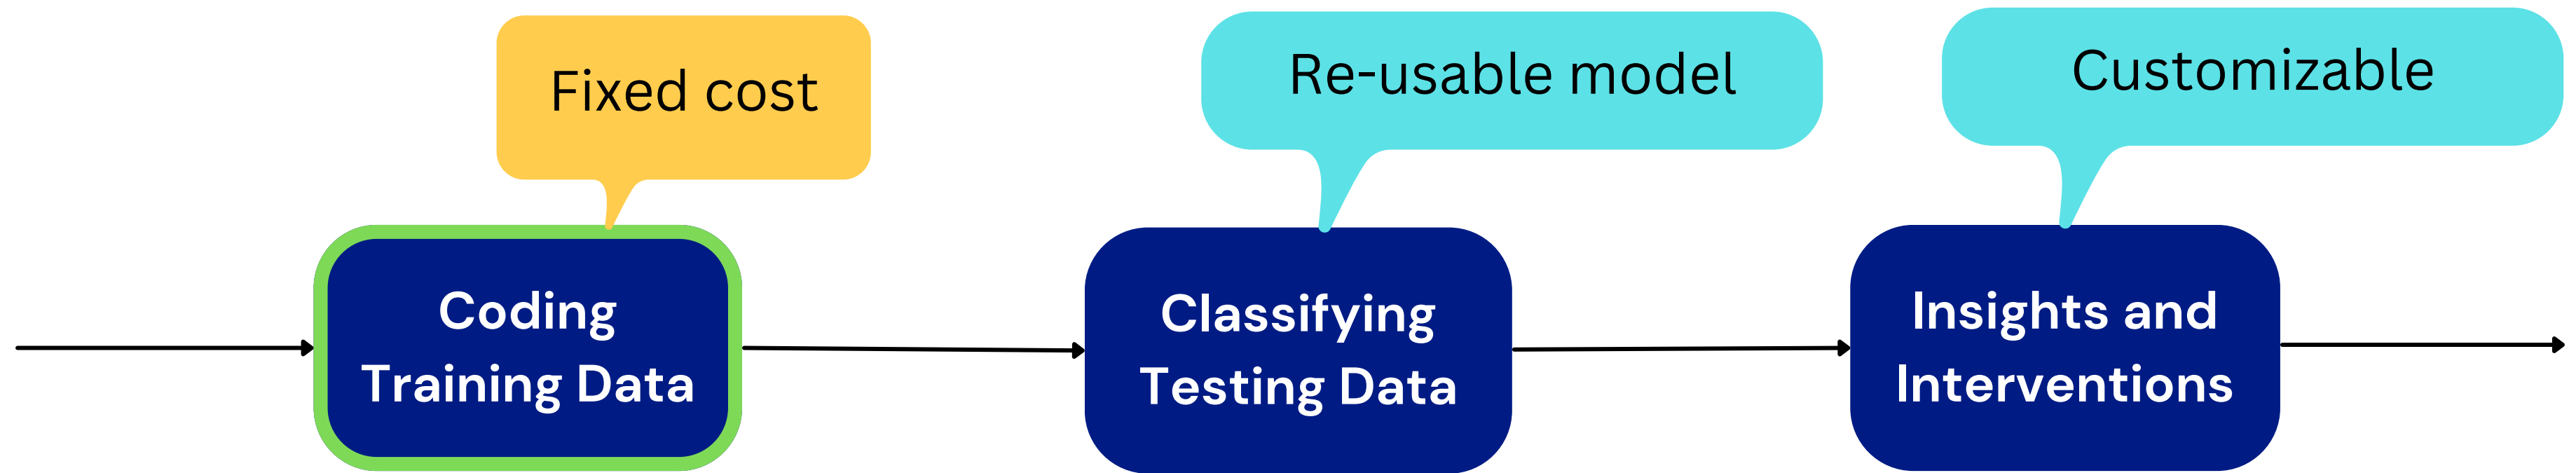 Fixed cost
Re-usable model
Customizable
Coding
Training Data
Classifying
Testing Data
Insights and
Interventions